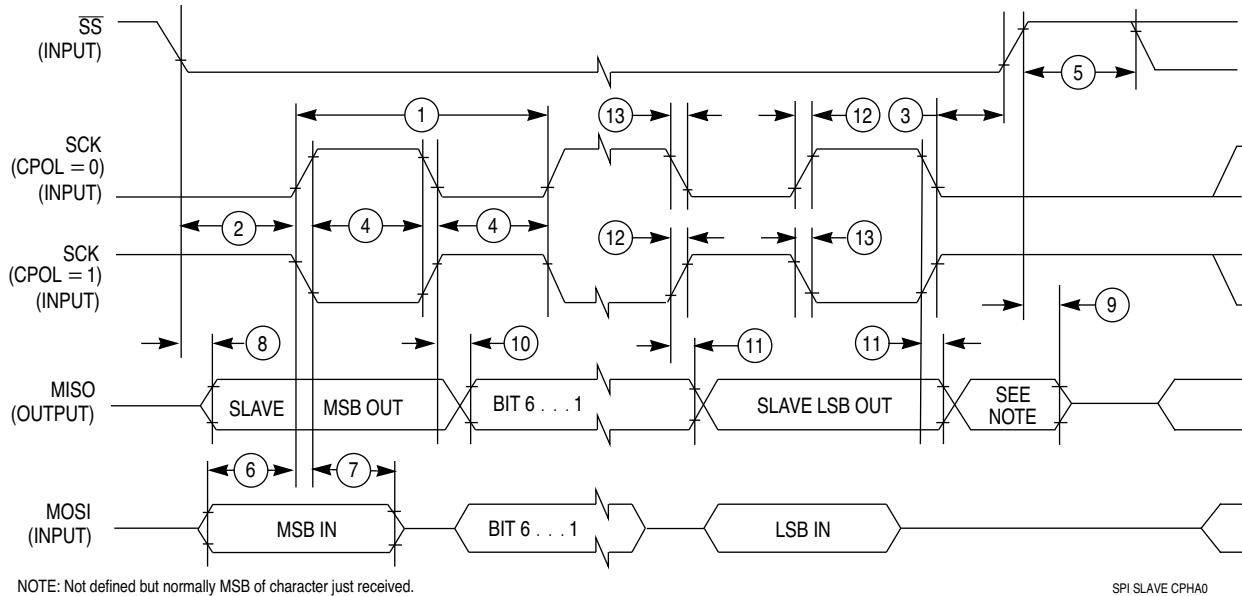 SS
(INPUT)
5
1
13
12
3
SCK
(CPOL = 0)
(INPUT)
2
4
4
12
13
SCK
(CPOL = 1)
(INPUT)
8
10
11
11
9
MISO
(OUTPUT)
SLAVE
MSB OUT
BIT 6 . . . 1
SLAVE LSB OUT
SEE
NOTE
6
7
MOSI
(INPUT)
MSB IN
BIT 6 . . . 1
LSB IN
NOTE: Not defined but normally MSB of character just received.
SPI SLAVE CPHA0